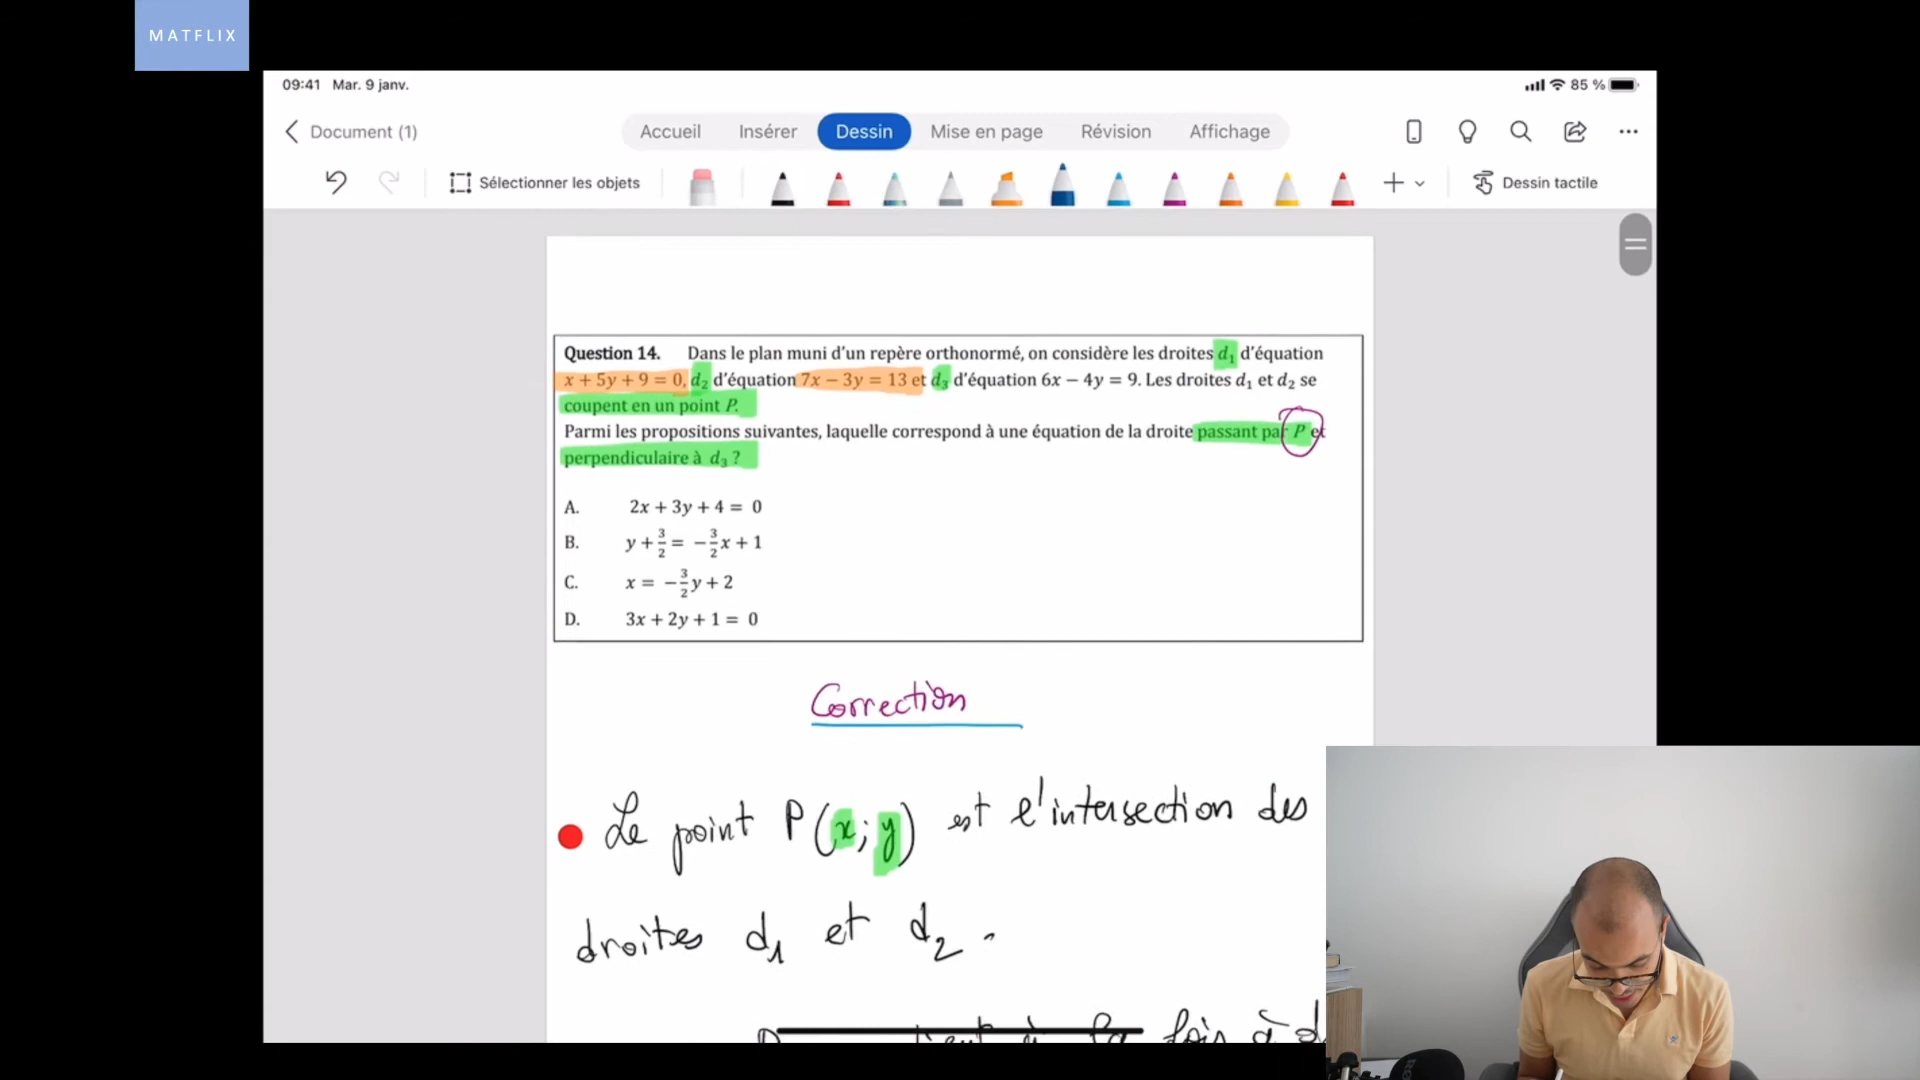 MATFLIX
09:41 Mar. 9 janv.
85 %
Document (1)
Accueil Insérer Dessin Mise en page Révision Affichage
Sélectionner les objets
Dessin tactile
Question 14. Dans le plan muni d'un repère orthonormé, on considère les droites d₁ d'équation
x + 5y + 9 = 0, d₂ d'équation 7x − 3y = 13 et d₃ d'équation 6x − 4y = 9. Les droites d₁ et d₂ se
coupent en un point P.
Parmi les propositions suivantes, laquelle correspond à une équation de la droite passant par P et
perpendiculaire à d₃ ?
A. 2x + 3y + 4 = 0
B. y + 3/2 = − 3/2 x + 1
C. x = − 3/2 y + 2
D. 3x + 2y + 1 = 0
Correction
Le point P(x; y) est l'intersection des
droites d₁ et d₂ .
la fois à d